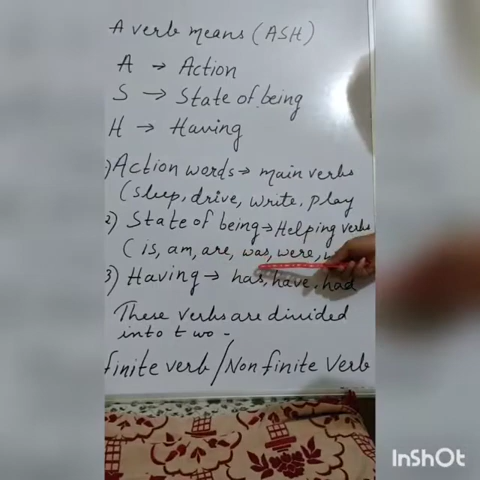 A verb means (ASH)
A → Action
S → State of being
H → Having
1) Action words → main verbs
(sleep, drive, write, play
2) State of being → Helping verbs
( is, am, are, was, were,
3) Having → has, have, had
These verbs are divided
into two -
finite verb / Non finite Verb
InShOt